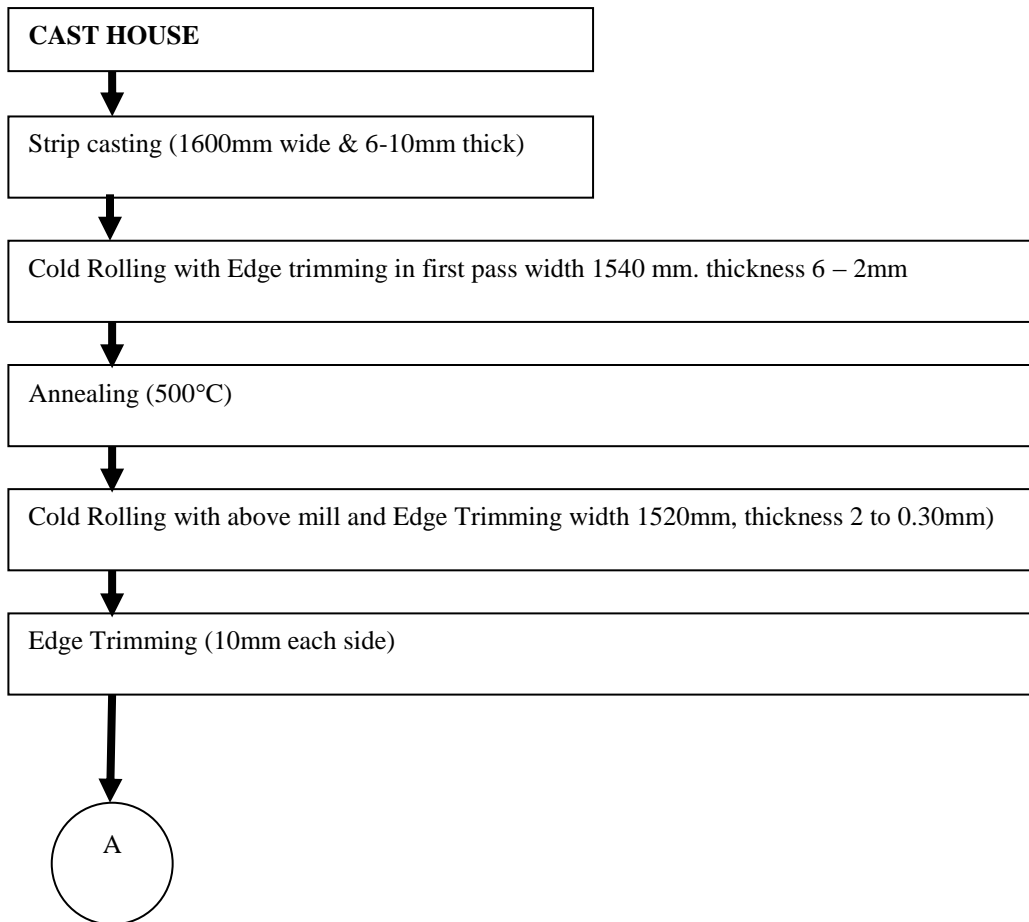 CAST HOUSE
Strip casting (1600mm wide & 6-10mm thick)
Cold Rolling with Edge trimming in first pass width 1540 mm. thickness 6 – 2mm
Annealing (500°C)
Cold Rolling with above mill and Edge Trimming width 1520mm, thickness 2 to 0.30mm)
Edge Trimming (10mm each side)
A